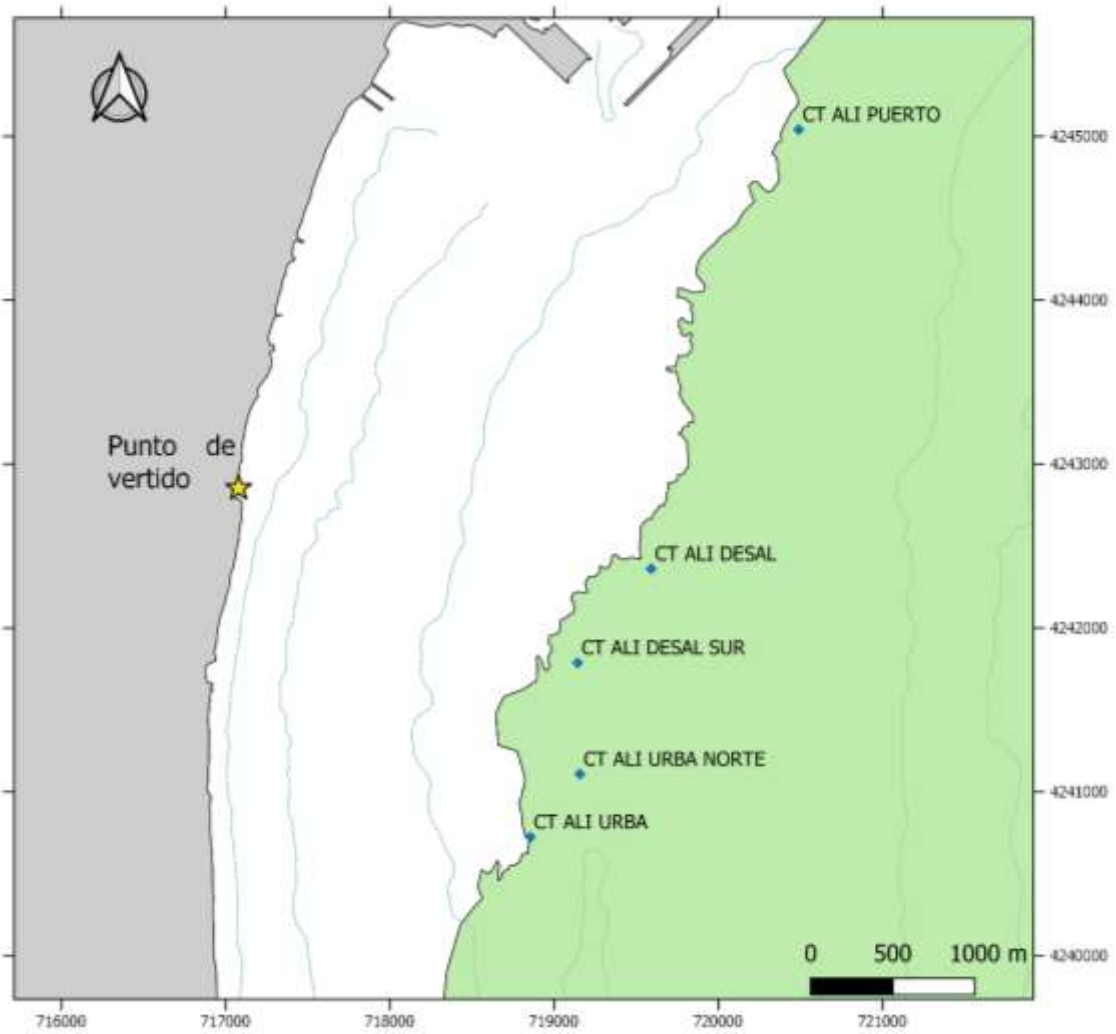 CT ALI PUERTO
4245000
4244000
Punto de
vertido
4243000
CT ALI DESAL
4242000
CT ALI DESAL SUR
CT ALI URBA NORTE
4241000
CT ALI URBA
0 500 1000 m
4240000
716000 717000 718000 719000 720000 721000